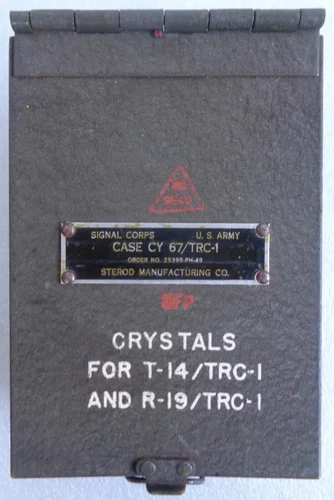 SIGNAL CORPS U. S. ARMY
CASE CY 67/TRC-1
ORDER NO. 25395-PH-49
STEROD MANUFACTURING CO.
CRYSTALS
FOR T-14/TRC-1
AND R-19/TRC-1